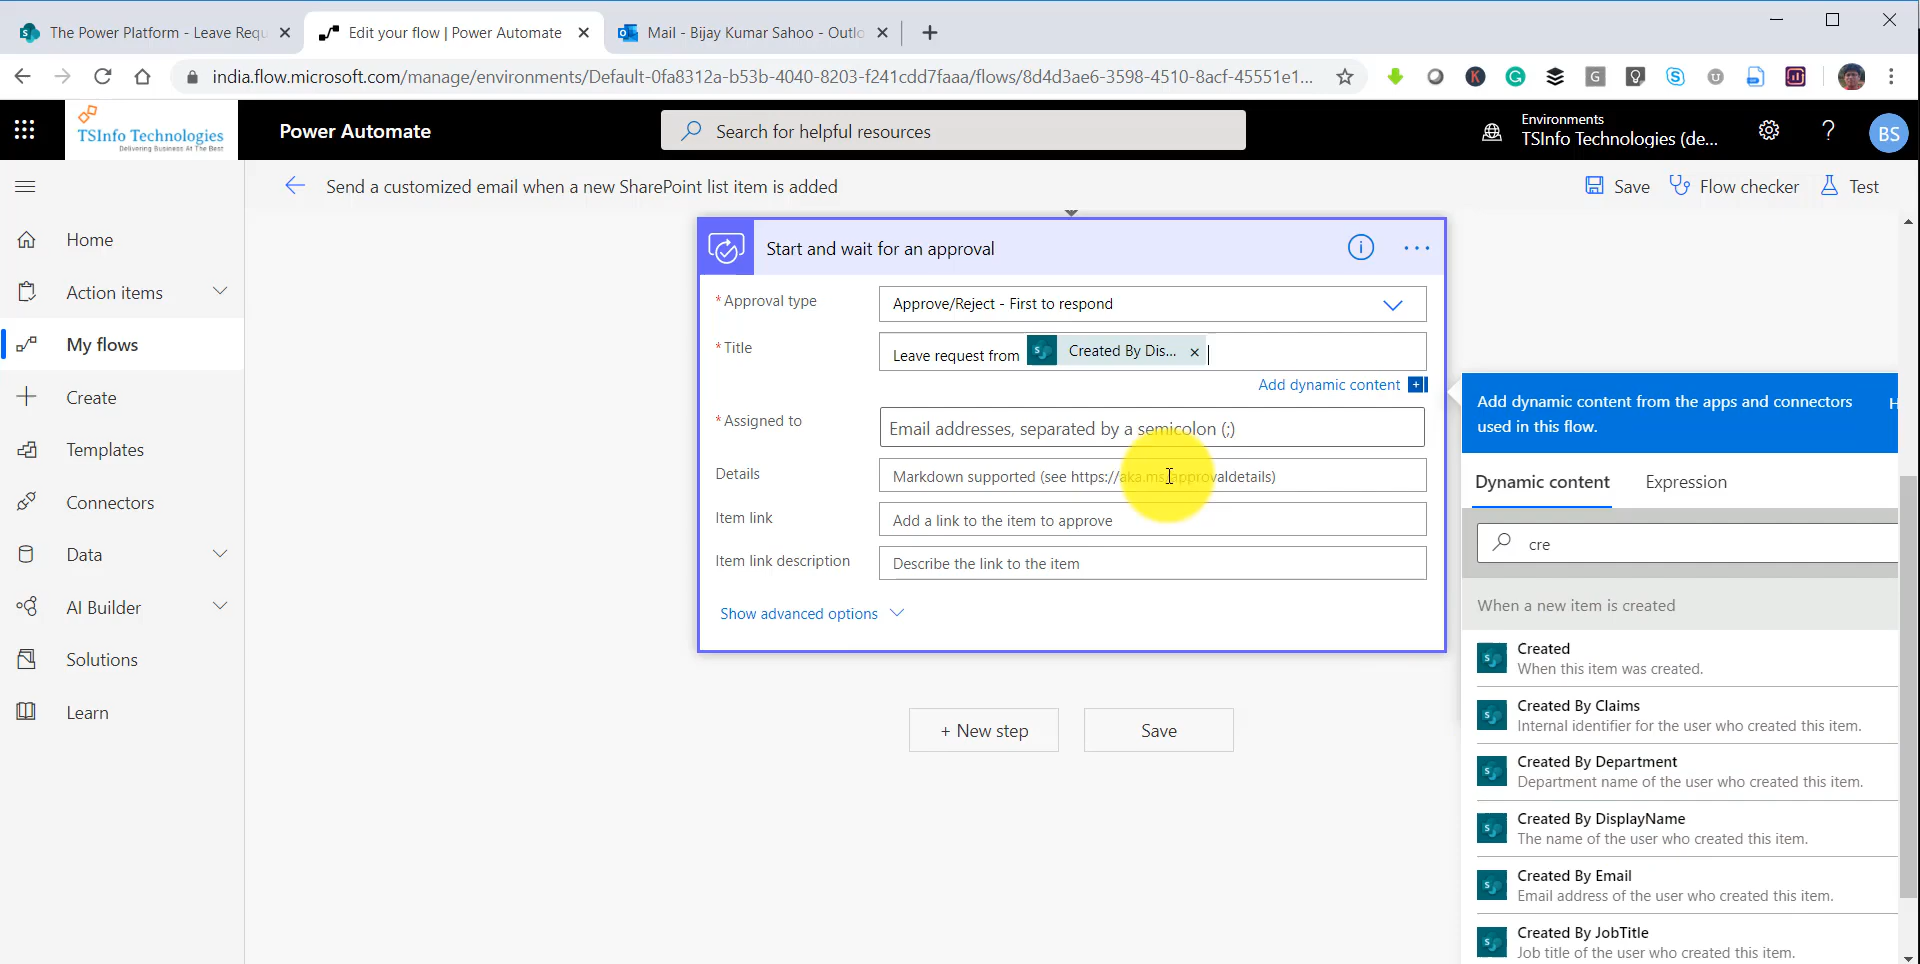 The Power Platform - Leave Requ
Edit your flow | Power Automate
Mail - Bijay Kumar Sahoo - Outlo
india.flow.microsoft.com/manage/environments/Default-0fa8312a-b53b-4040-8203-f241cdd7faaa/flows/8d4d3ae6-3598-4510-8acf-45551e1...
TSInfo Technologies
Delivering Business At The Best
Power Automate
Search for helpful resources
Environments
TSInfo Technologies (de...
BS
Send a customized email when a new SharePoint list item is added
Save
Flow checker
Test
Home
Action items
My flows
Create
Templates
Connectors
Data
AI Builder
Solutions
Learn
Start and wait for an approval
* Approval type
Approve/Reject - First to respond
* Title
Leave request from Created By Dis... ×
Add dynamic content
* Assigned to
Email addresses, separated by a semicolon (;)
Details
Markdown supported (see https://aka.ms/approvaldetails)
Item link
Add a link to the item to approve
Item link description
Describe the link to the item
Show advanced options
+ New step
Save
Add dynamic content from the apps and connectors
used in this flow.
H
Dynamic content
Expression
cre
When a new item is created
Created
When this item was created.
Created By Claims
Internal identifier for the user who created this item.
Created By Department
Department name of the user who created this item.
Created By DisplayName
The name of the user who created this item.
Created By Email
Email address of the user who created this item.
Created By JobTitle
Job title of the user who created this item.